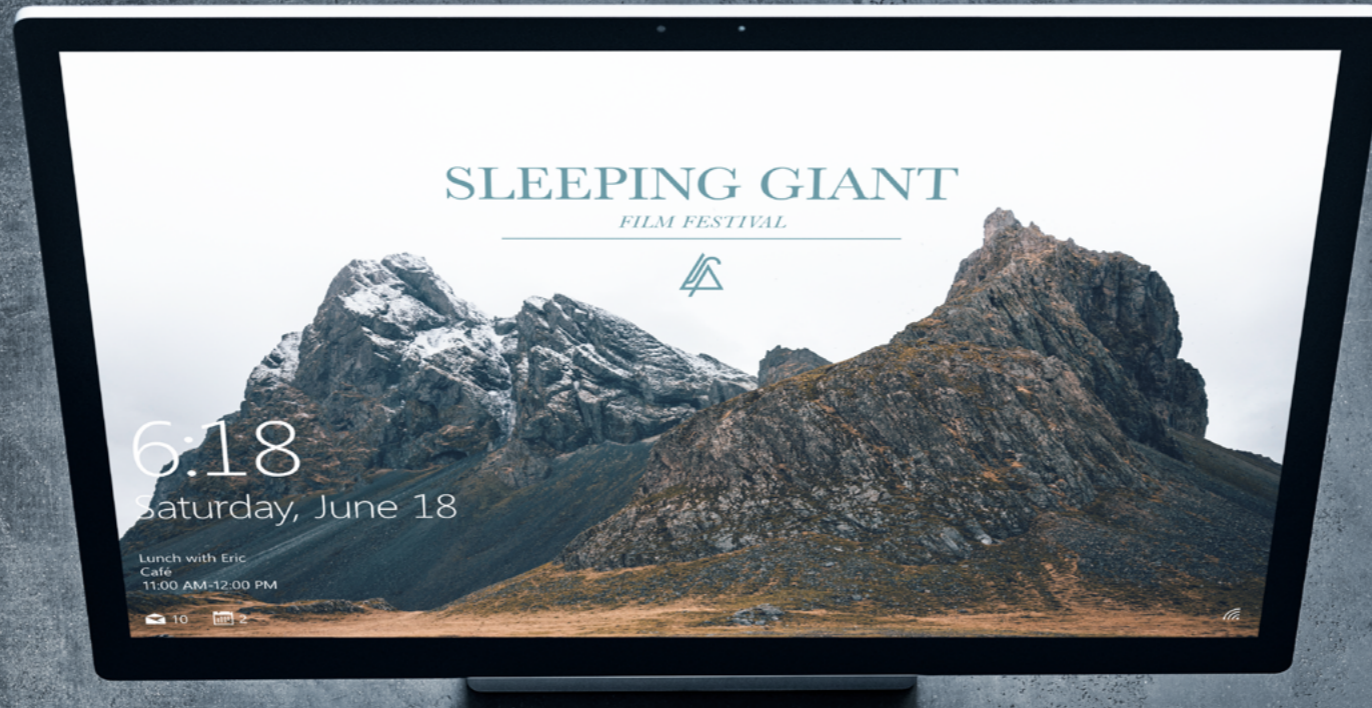 SLEEPING GIANT
FILM FESTIVAL
6:18
Saturday, June 18
Lunch with Eric
Café
11:00 AM-12:00 PM
10 2